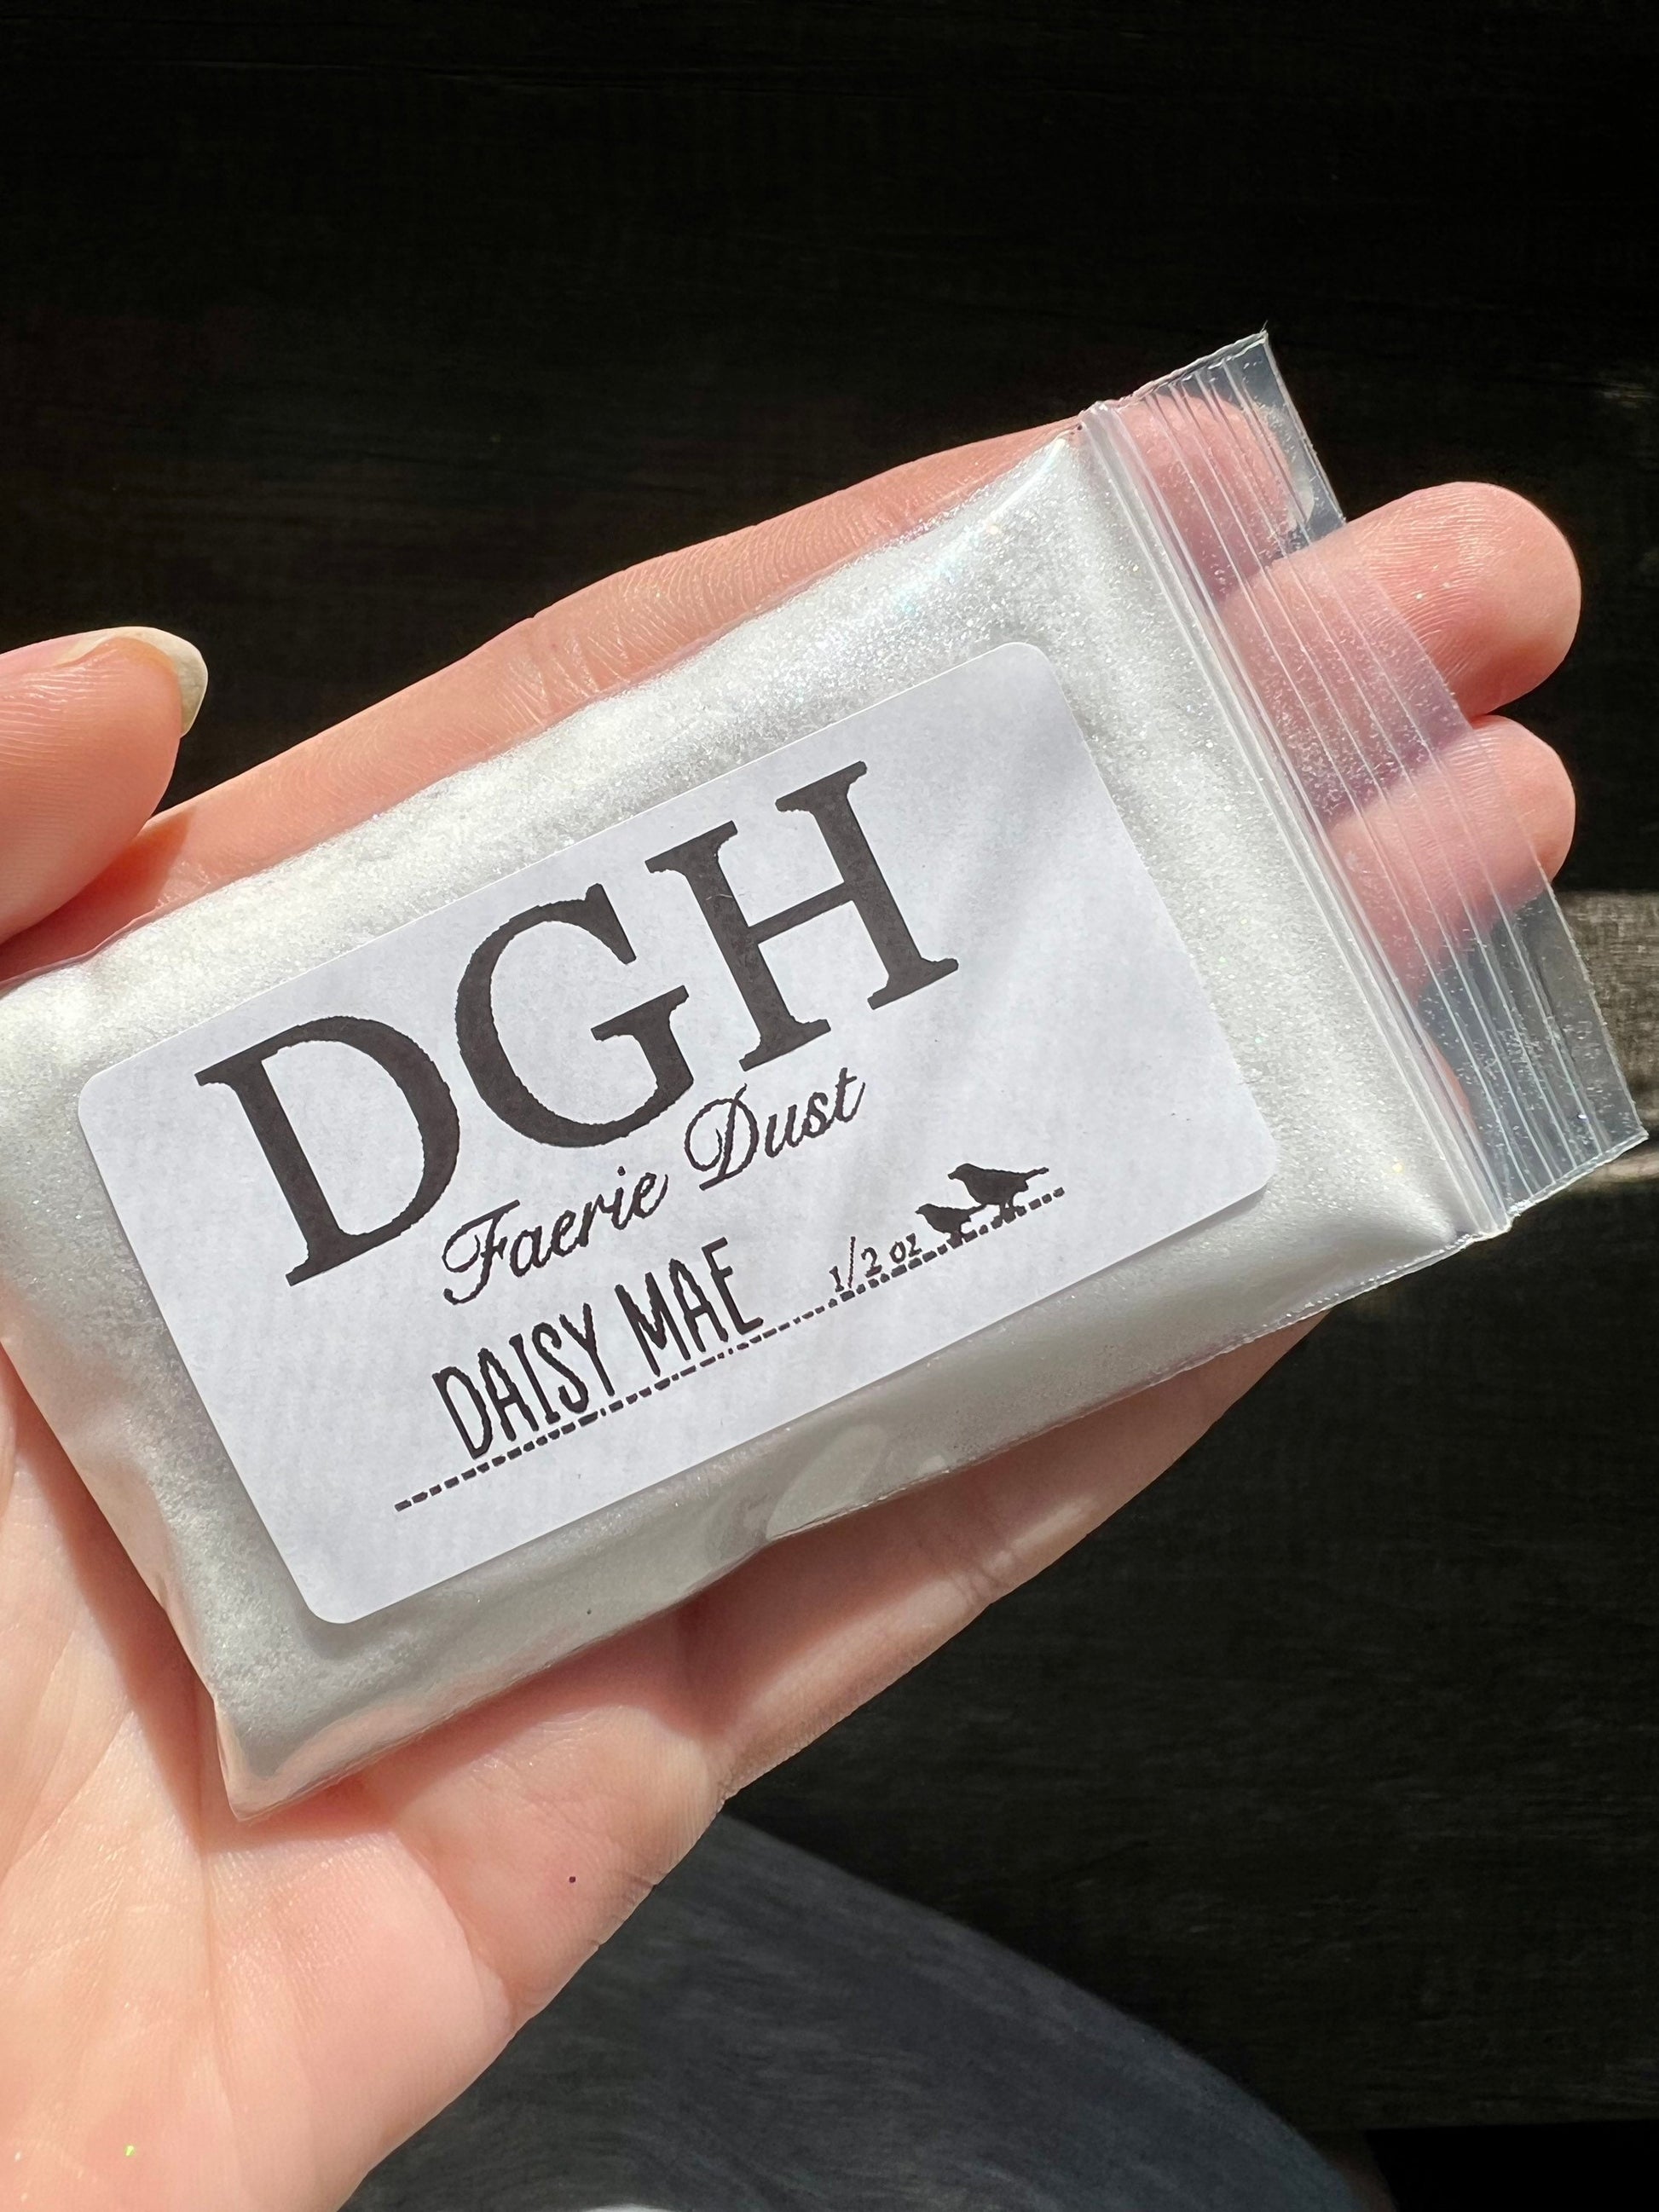 DGH
Faerie Dust
DAISY MAE 1/2 oz